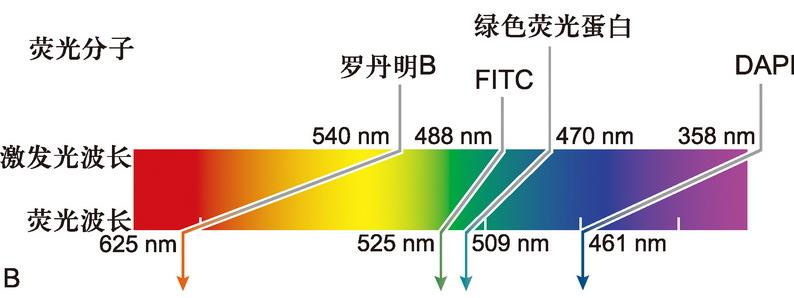 绿色荧光蛋白
荧光分子
罗丹明B
FITC
DAPI
540 nm
488 nm
470 nm
358 nm
激发光波长
荧光波长
625 nm
525 nm
509 nm
461 nm
B